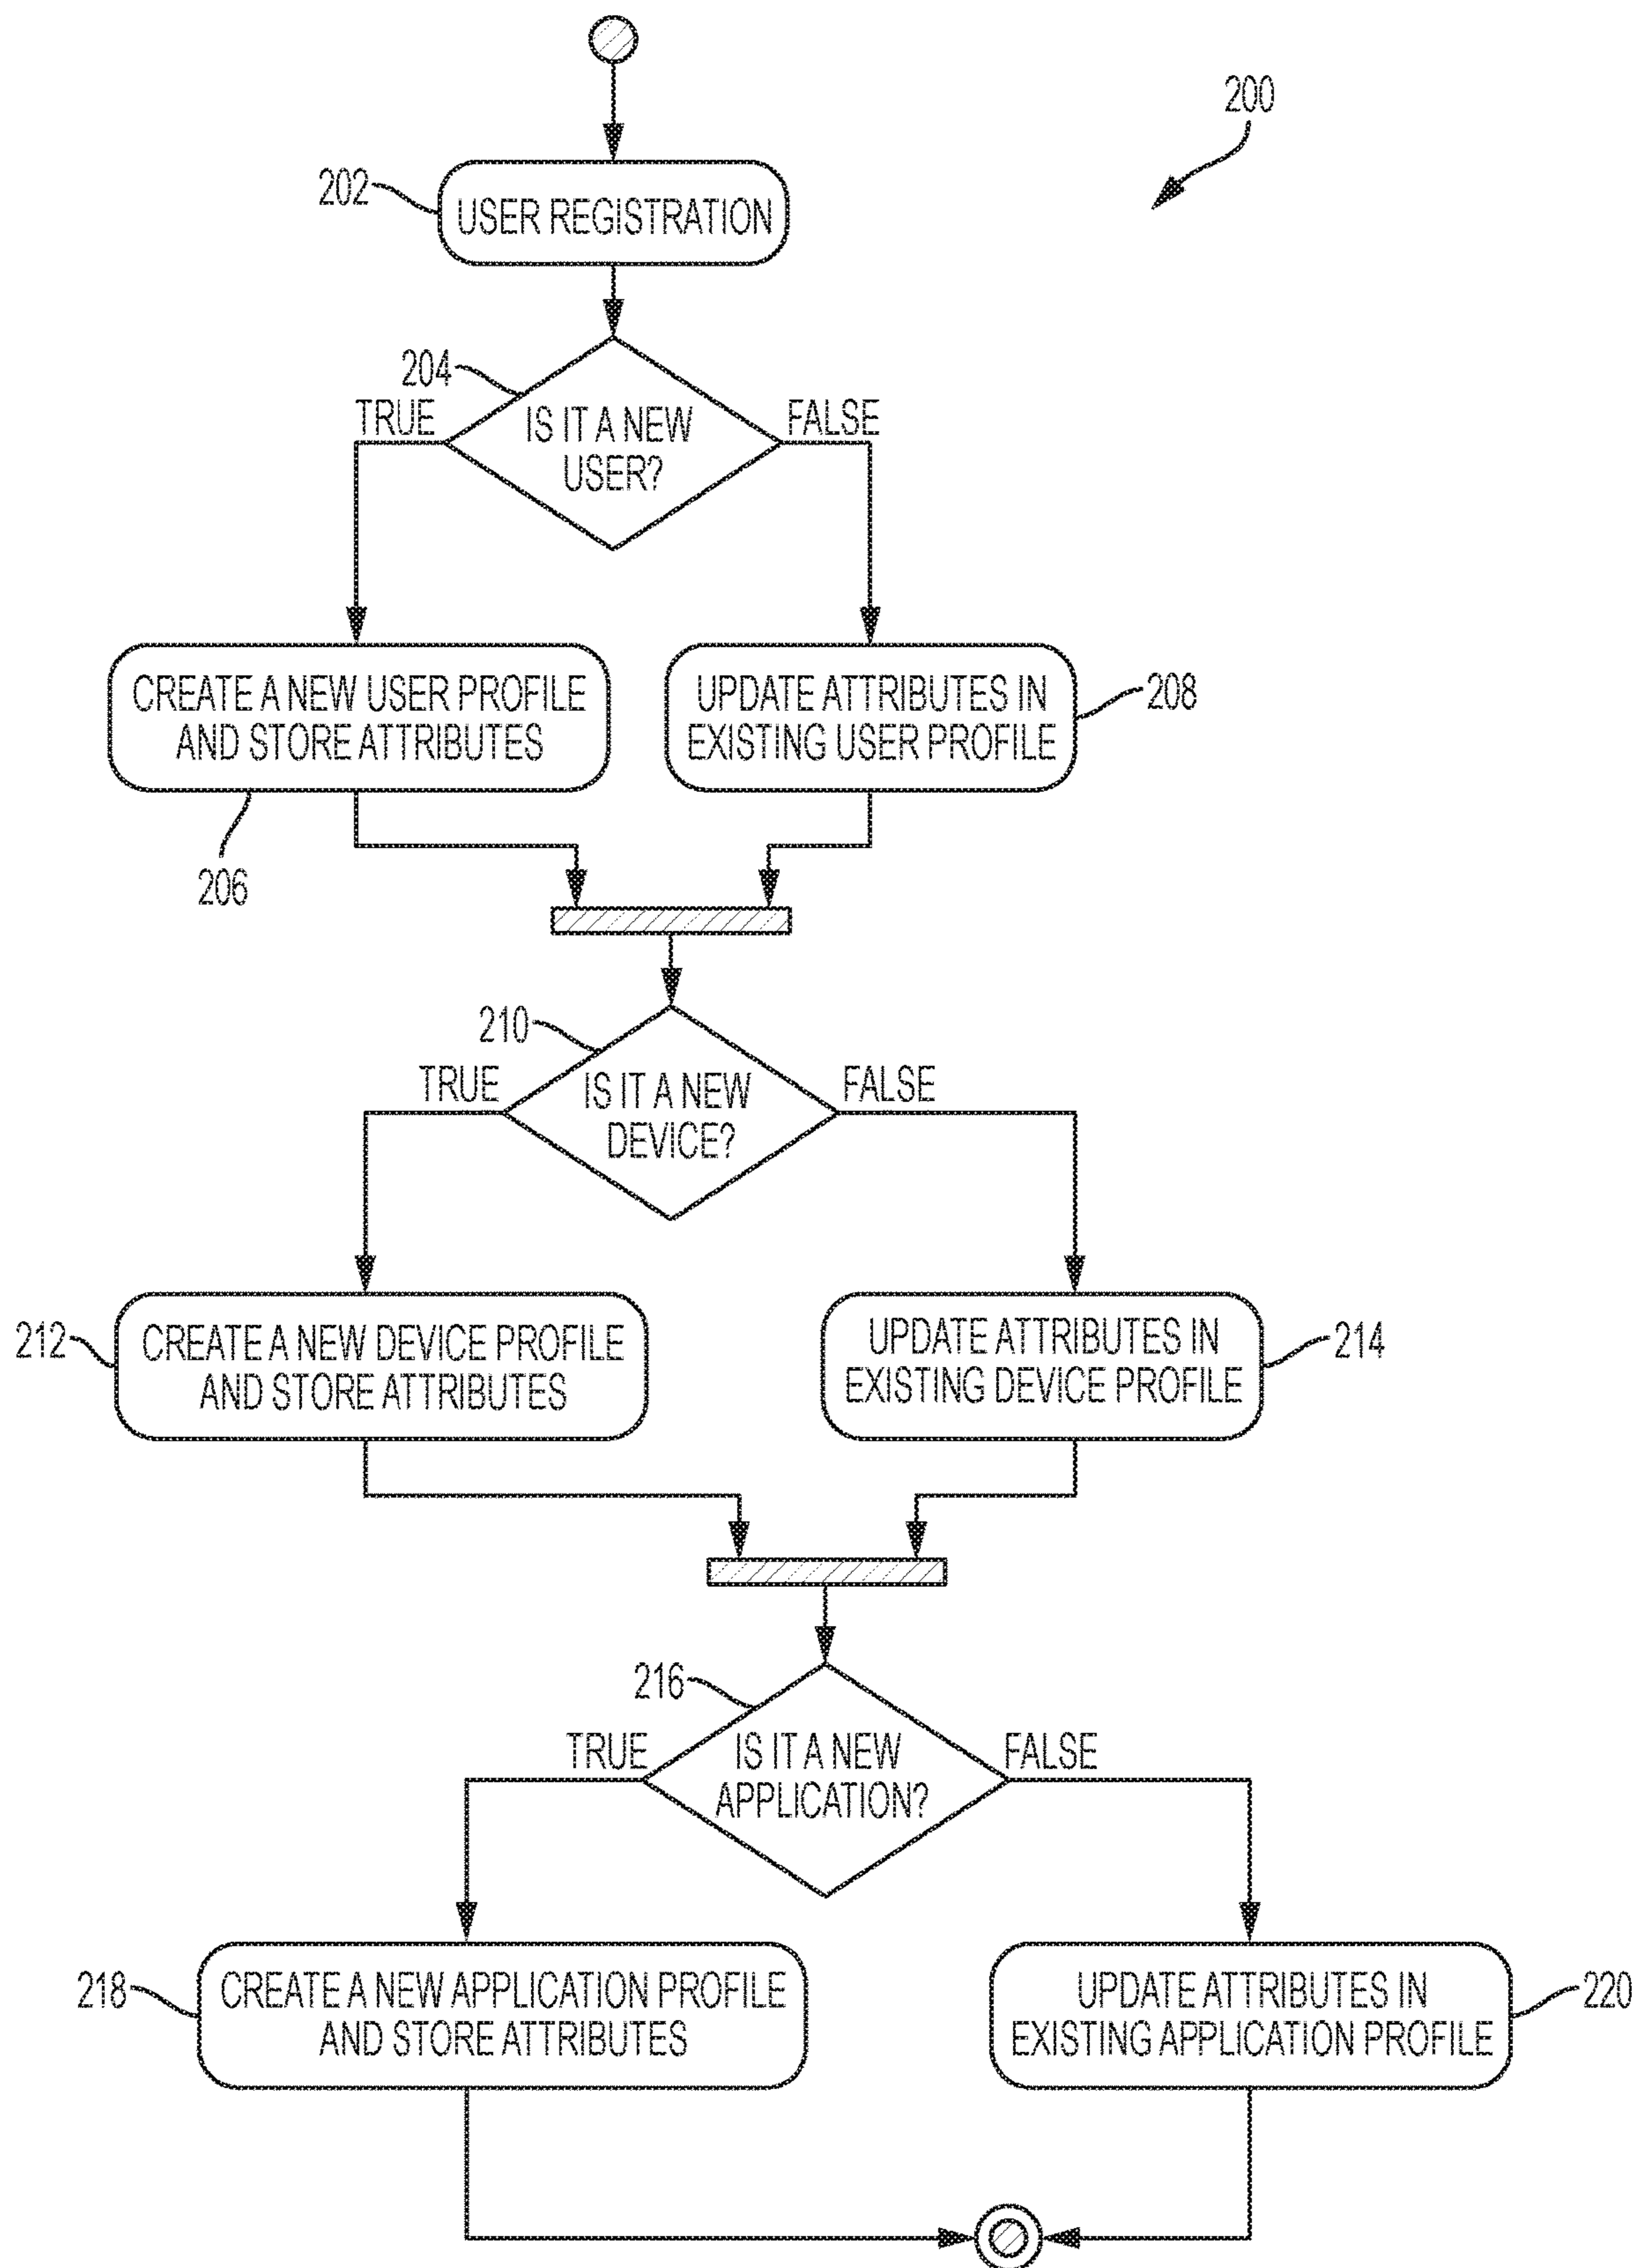 200
202
USER REGISTRATION
204
TRUE
FALSE
IS IT A NEW
USER?
CREATE A NEW USER PROFILE
AND STORE ATTRIBUTES
UPDATE ATTRIBUTES IN
EXISTING USER PROFILE
208
206
210
TRUE
FALSE
IS IT A NEW
DEVICE?
212
CREATE A NEW DEVICE PROFILE
AND STORE ATTRIBUTES
UPDATE ATTRIBUTES IN
EXISTING DEVICE PROFILE
214
216
TRUE
FALSE
IS IT A NEW
APPLICATION?
218
CREATE A NEW APPLICATION PROFILE
AND STORE ATTRIBUTES
UPDATE ATTRIBUTES IN
EXISTING APPLICATION PROFILE
220